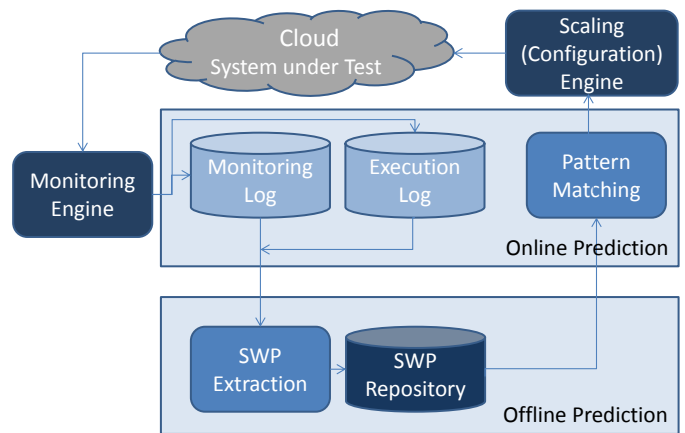 Cloud
System under Test
Scaling
(Configuration)
Engine
Monitoring
Engine
Monitoring
Log
Execution
Log
Pattern
Matching
Online Prediction
SWP
Extraction
SWP
Repository
Offline Prediction